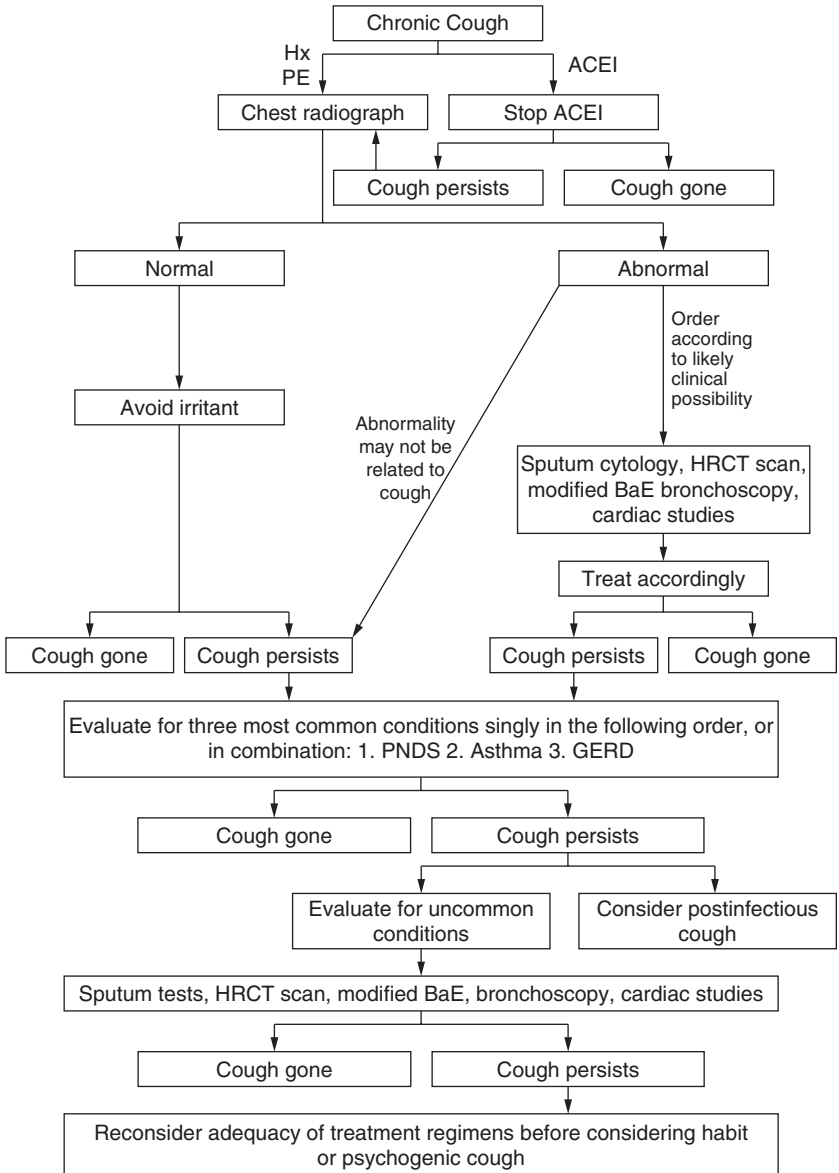 Chronic Cough
Hx
PE
ACEI
Chest radiograph
Stop ACEI
Cough persists
Cough gone
Normal
Abnormal
Order
according
to likely
clinical
possibility
Avoid irritant
Abnormality
may not be
related to
cough
Sputum cytology, HRCT scan,
modified BaE bronchoscopy,
cardiac studies
Treat accordingly
Cough gone
Cough persists
Cough persists
Cough gone
Evaluate for three most common conditions singly in the following order, or
in combination: 1. PNDS 2. Asthma 3. GERD
Cough gone
Cough persists
Evaluate for uncommon
conditions
Consider postinfectious
cough
Sputum tests, HRCT scan, modified BaE, bronchoscopy, cardiac studies
Cough gone
Cough persists
Reconsider adequacy of treatment regimens before considering habit
or psychogenic cough